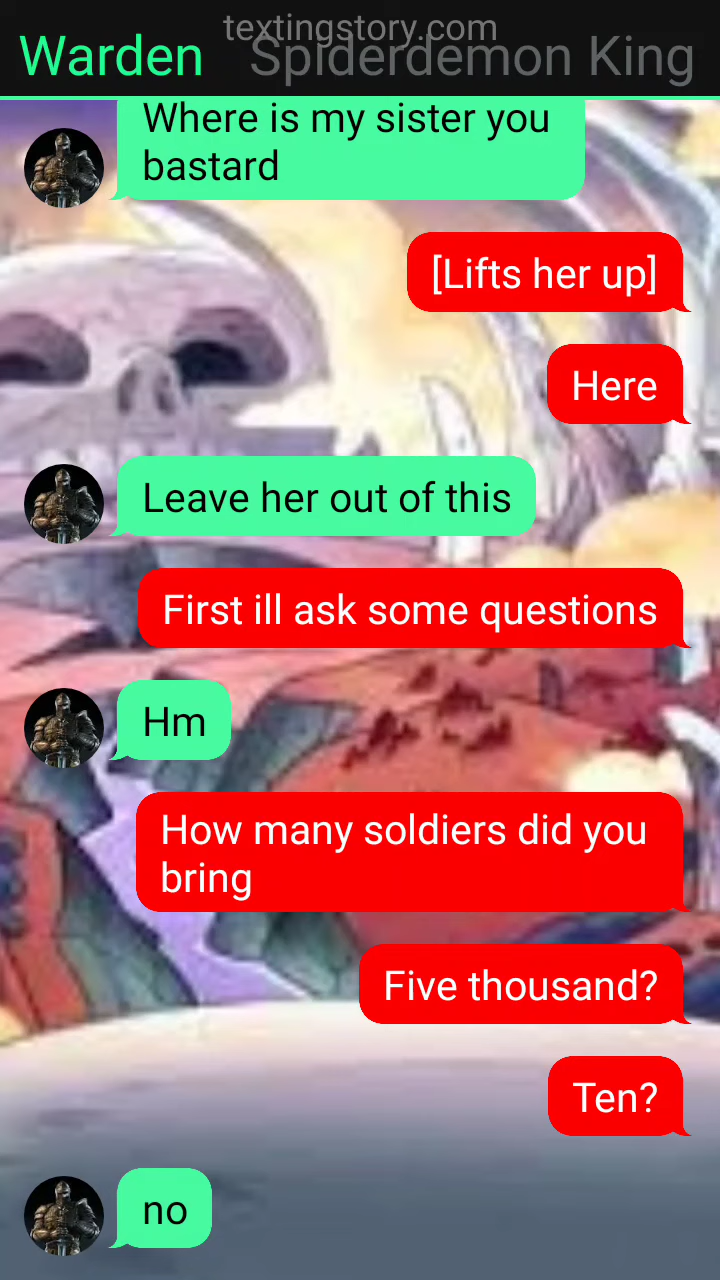 textingstory.com
Warden Spiderdemon King
Where is my sister you
bastard
[Lifts her up]
Here
Leave her out of this
First ill ask some questions
Hm
How many soldiers did you
bring
Five thousand?
Ten?
no